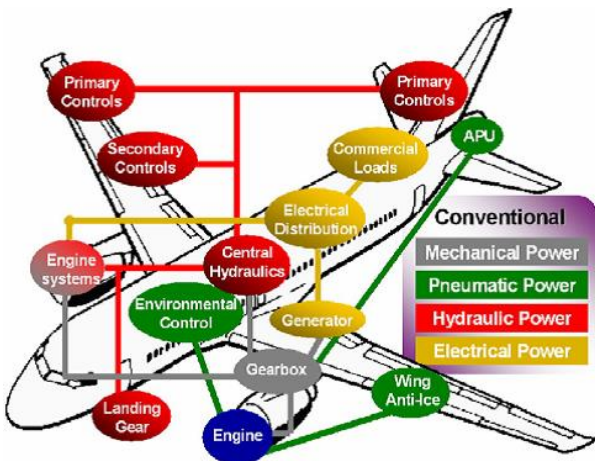 Primary
Controls
Primary
Controls
APU
Secondary
Controls
Commercial
Loads
Electrical
Distribution
Conventional
Mechanical Power
Pneumatic Power
Hydraulic Power
Electrical Power
Engine
systems
Central
Hydraulics
Environmental
Control
Generator
Gearbox
Wing
Anti-Ice
Landing
Gear
Engine